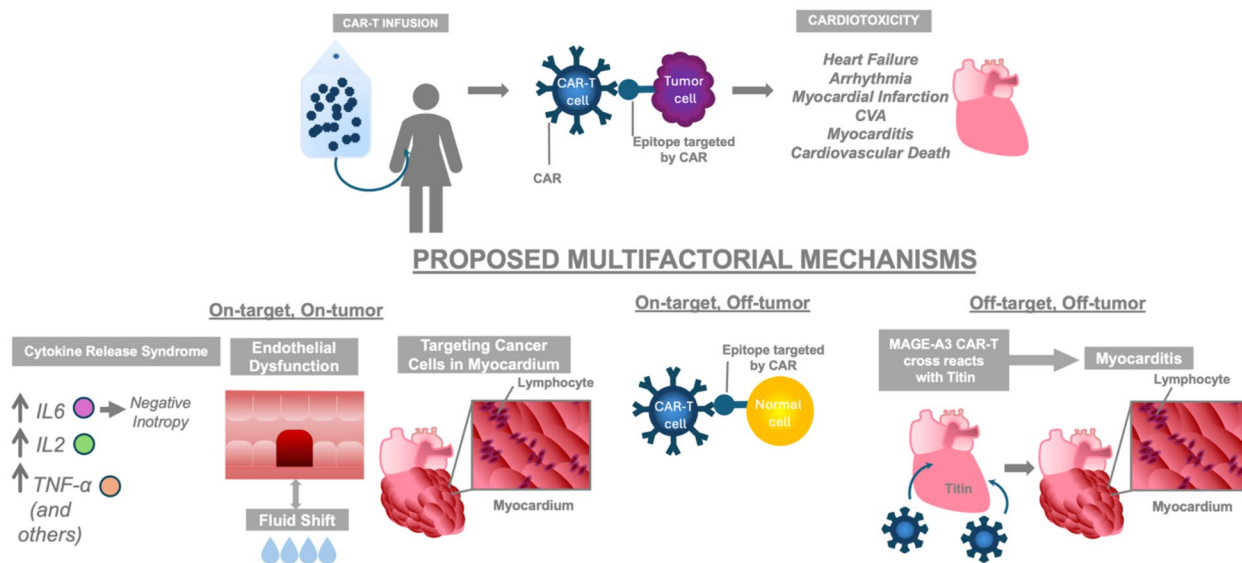 CAR-T INFUSION
CARDIOTOXICITY
CAR-T
cell
Tumor
cell
Epitope targeted
by CAR
CAR
Heart Failure
Arrhythmia
Myocardial Infarction
CVA
Myocarditis
Cardiovascular Death
PROPOSED MULTIFACTORIAL MECHANISMS
On-target, On-tumor
Cytokine Release Syndrome
IL6
Negative
Inotropy
IL2
TNF-α
(and
others)
Endothelial
Dysfunction
Fluid Shift
Targeting Cancer
Cells in Myocardium
Lymphocyte
Myocardium
On-target, Off-tumor
Epitope targeted
by CAR
CAR-T
cell
Normal
cell
Off-target, Off-tumor
MAGE-A3 CAR-T
cross reacts
with Titin
Myocarditis
Lymphocyte
Titin
Myocardium